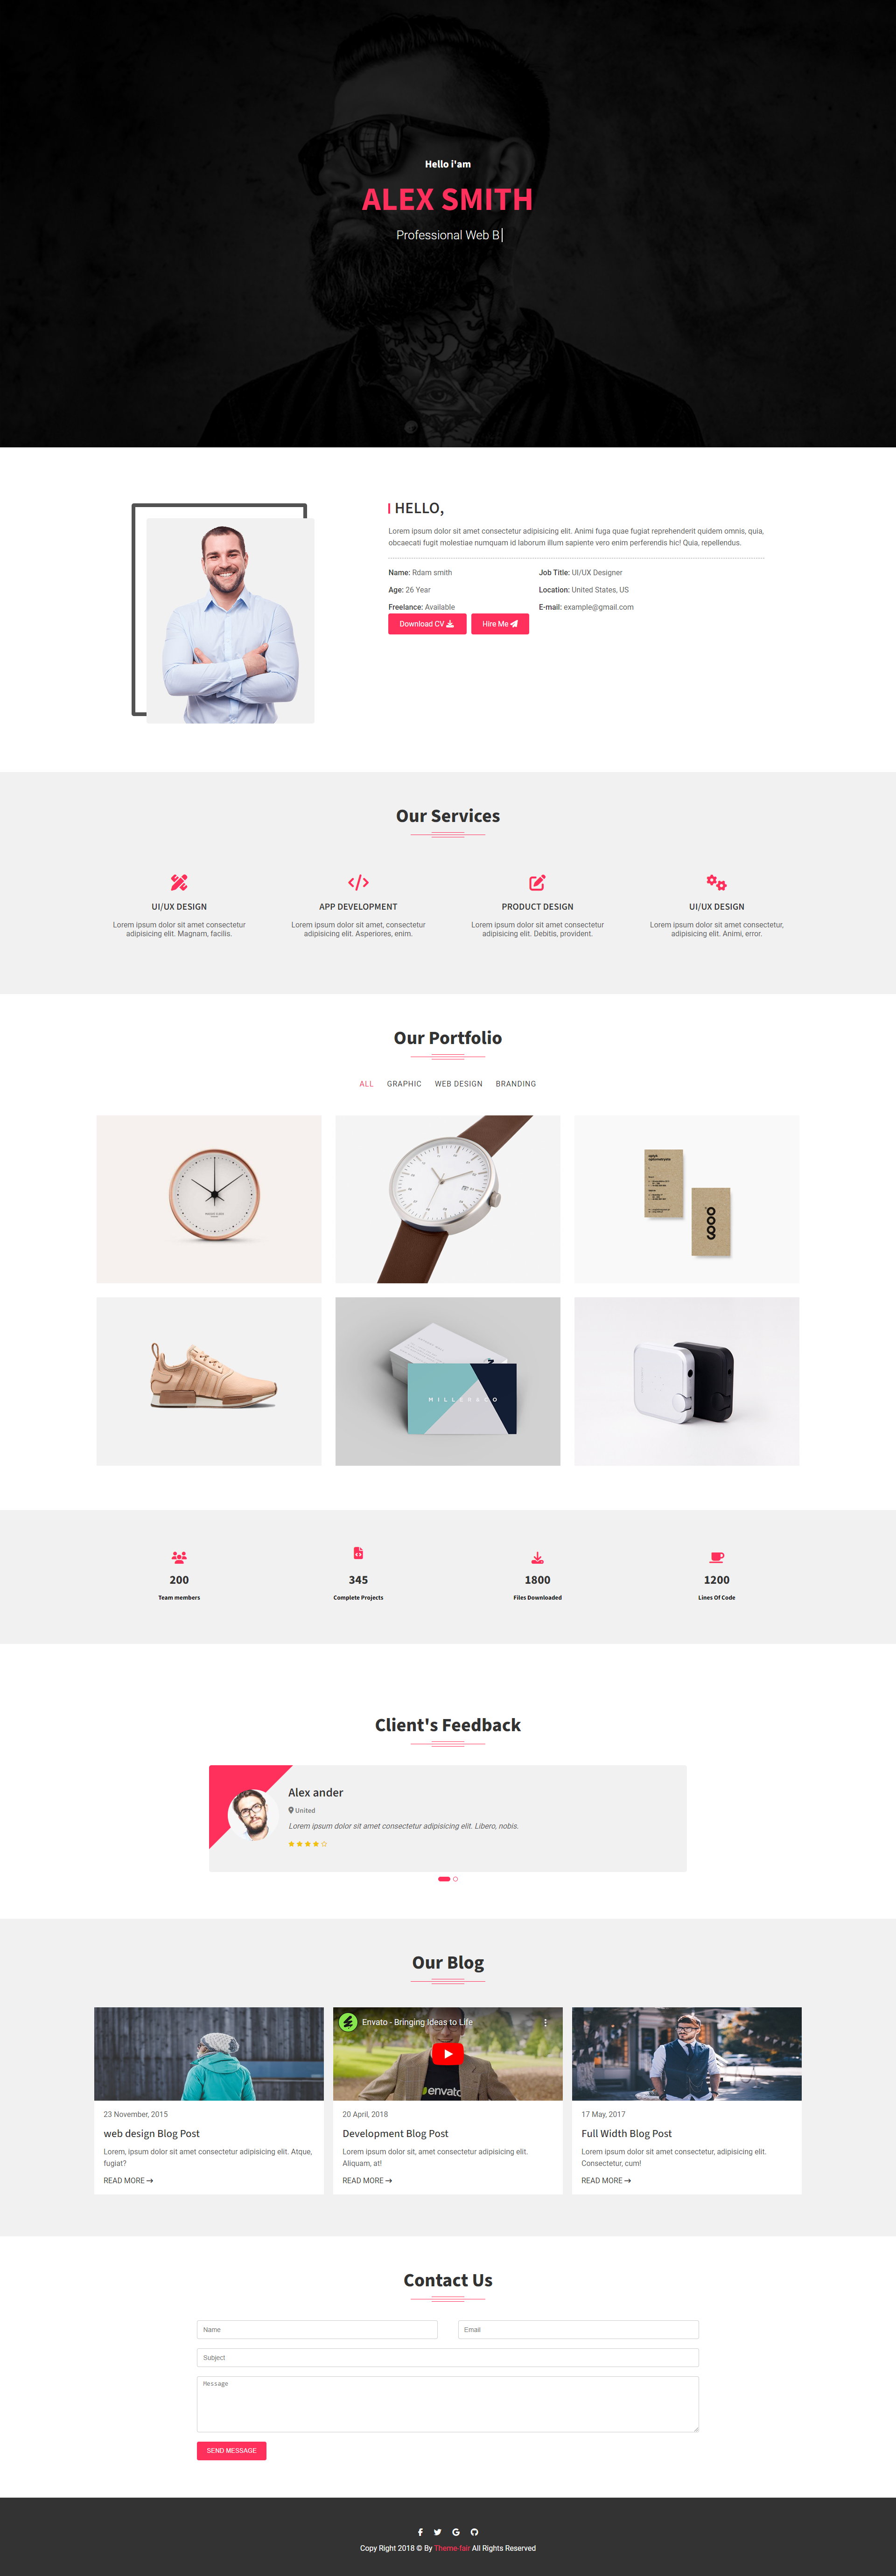 Hello i'am
ALEX SMITH
Professional Web B
HELLO,
Lorem ipsum dolor sit amet consectetur adipisicing elit. Animi fuga quae fugiat reprehenderit quidem omnis, quia,
obcaecati fugit molestiae numquam id laborum illum sapiente vero enim perferendis hic! Quia, repellendus.
Name: Rdam smith
Job Title: UI/UX Designer
Age: 26 Year
Location: United States, US
Freelance: Available
E-mail: example@gmail.com
Download CV
Hire Me
Our Services
UI/UX DESIGN
Lorem ipsum dolor sit amet consectetur
adipisicing elit. Magnam, facilis.
APP DEVELOPMENT
Lorem ipsum dolor sit amet, consectetur
adipisicing elit. Asperiores, enim.
PRODUCT DESIGN
Lorem ipsum dolor sit amet consectetur
adipisicing elit. Debitis, provident.
UI/UX DESIGN
Lorem ipsum dolor sit amet consectetur,
adipisicing elit. Animi, error.
Our Portfolio
ALL
GRAPHIC
WEB DESIGN
BRANDING
200
Team members
345
Complete Projects
1800
Files Downloaded
1200
Lines Of Code
Client's Feedback
Alex ander
United
Lorem ipsum dolor sit amet consectetur adipisicing elit. Libero, nobis.
Our Blog
23 November, 2015
web design Blog Post
Lorem, ipsum dolor sit amet consectetur adipisicing elit. Atque,
fugiat?
READ MORE
Envato - Bringing Ideas to Life
envato
20 April, 2018
Development Blog Post
Lorem ipsum dolor sit, amet consectetur adipisicing elit.
Aliquam, at!
READ MORE
17 May, 2017
Full Width Blog Post
Lorem ipsum dolor sit amet consectetur, adipisicing elit.
Consectetur, cum!
READ MORE
Contact Us
Name
Email
Subject
Message
SEND MESSAGE
Copy Right 2018 © By Theme-fair All Rights Reserved